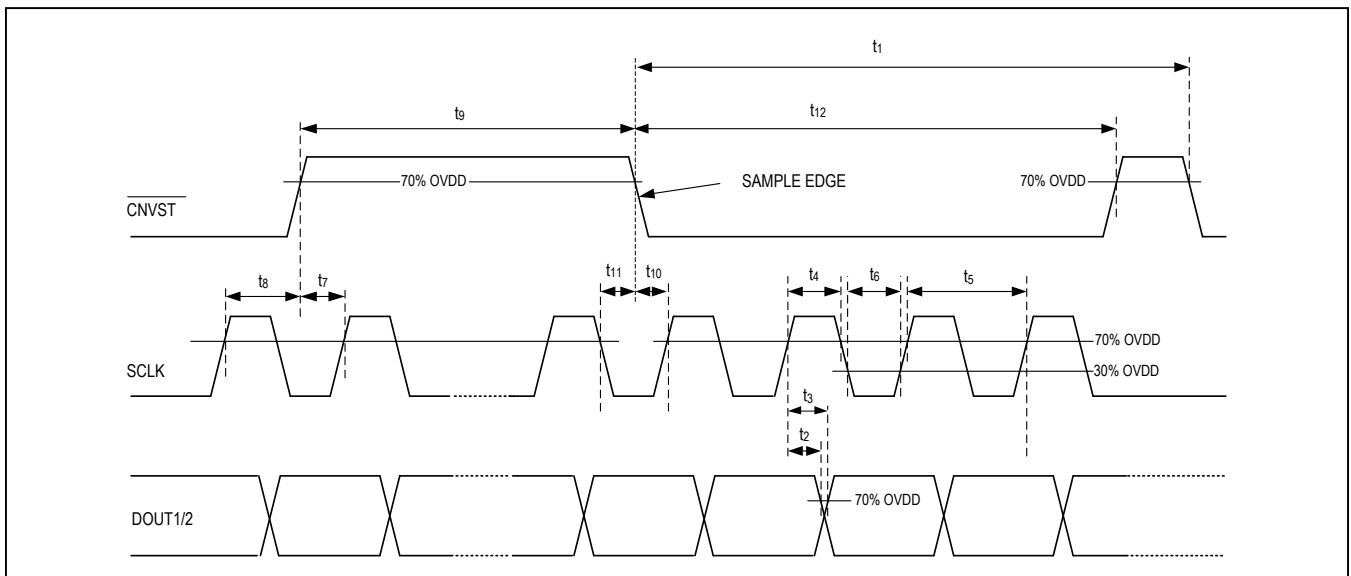 t1
t9
t12
70% OVDD
SAMPLE EDGE
70% OVDD
CNVST
t8
t7
t11
t10
t4
t6
t5
70% OVDD
SCLK
30% OVDD
t3
t2
70% OVDD
DOUT1/2